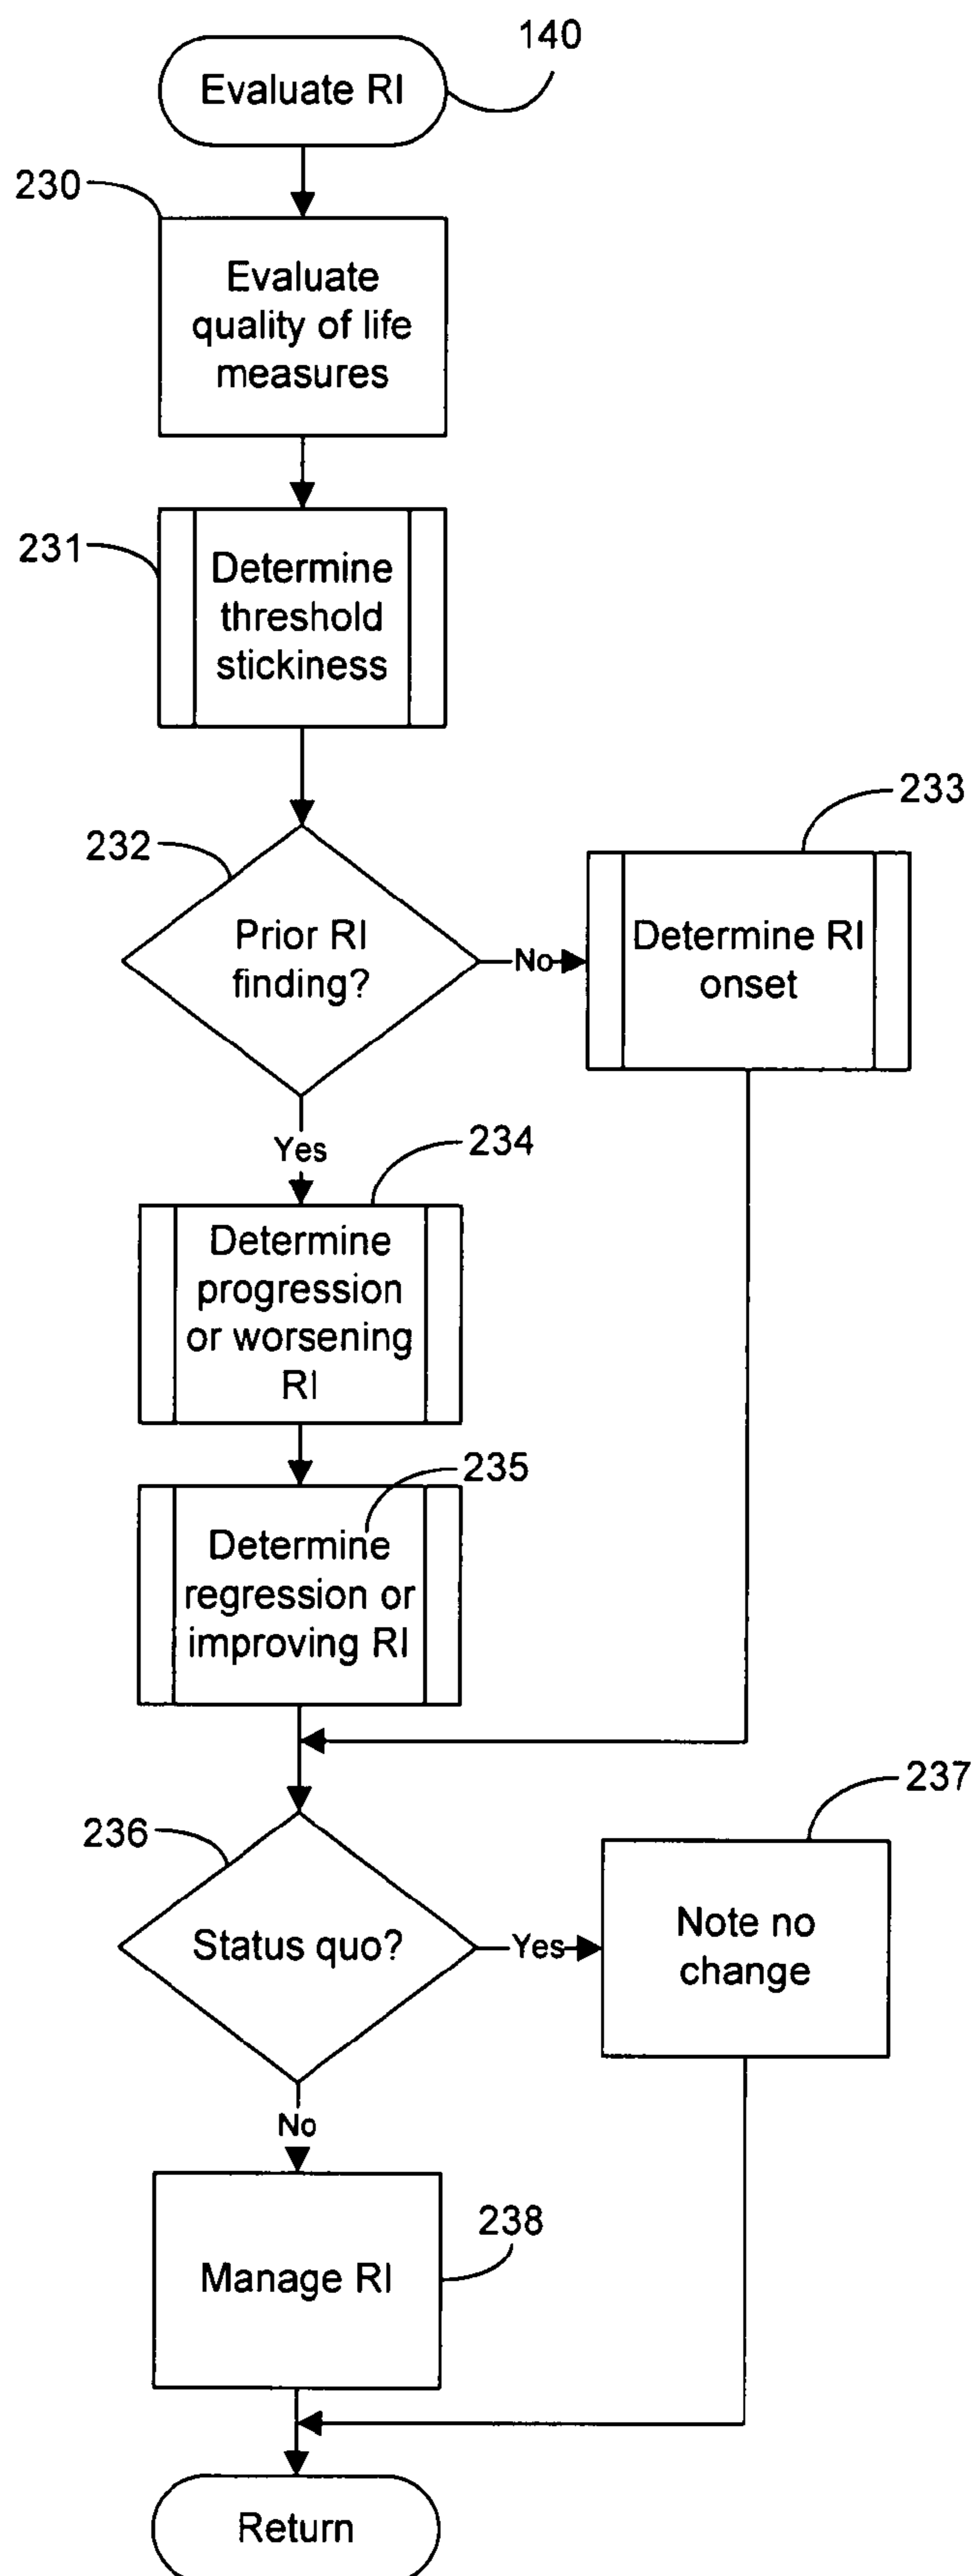 140
Evaluate RI
230
Evaluate
quality of life
measures
231
Determine
threshold
stickiness
233
232
Prior RI
finding?
No
Determine RI
onset
Yes
234
Determine
progression
or worsening
RI
235
Determine
regression or
improving RI
237
236
Status quo?
Yes
Note no
change
No
238
Manage RI
Return